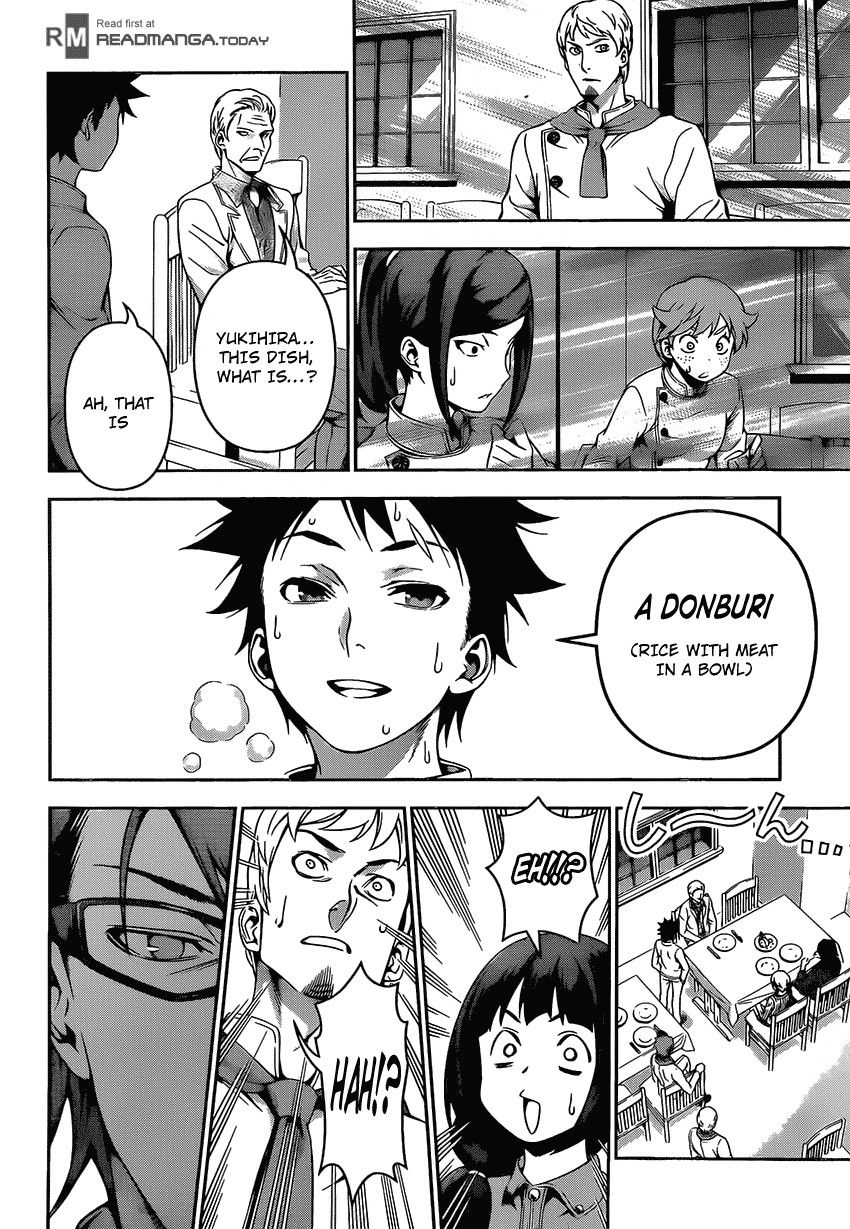 RM
Read first at
READMANGA.TODAY
YUKIHIRA...
THIS DISH,
WHAT IS...?
AH, THAT
IS
A DONBURI
(RICE WITH MEAT
IN A BOWL)
し〜ん....
EH!!!?
HAH!?